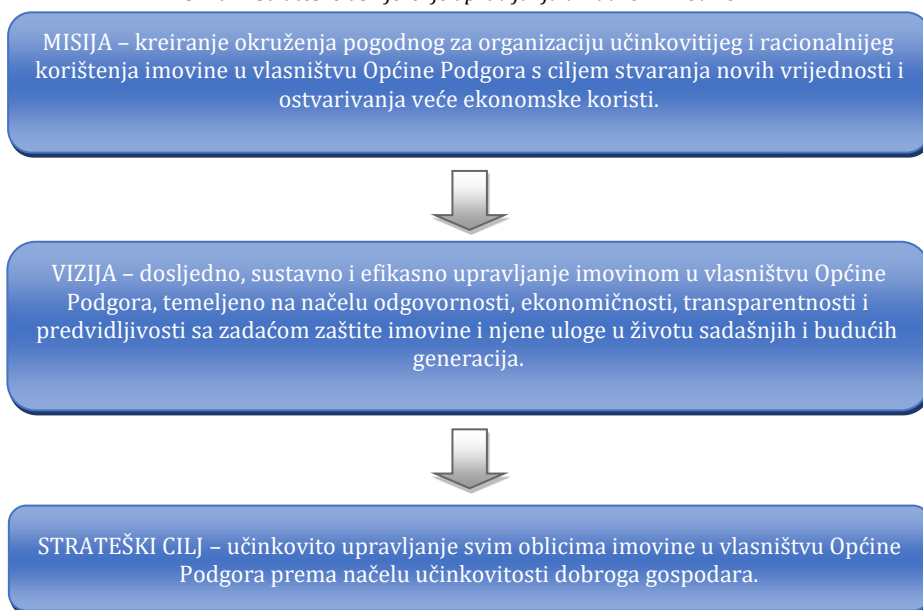 MISIJA – kreiranje okruženja pogodnog za organizaciju učinkovitijeg i racionalnijeg
korištenja imovine u vlasništvu Općine Podgora s ciljem stvaranja novih vrijednosti i
ostvarivanja veće ekonomske koristi.
VIZIJA – dosljedno, sustavno i efikasno upravljanje imovinom u vlasništvu Općine
Podgora, temeljeno na načelu odgovornosti, ekonomičnosti, transparentnosti i
predvidljivosti sa zadaćom zaštite imovine i njene uloge u životu sadašnjih i budućih
generacija.
STRATEŠKI CILJ – učinkovito upravljanje svim oblicima imovine u vlasništvu Općine
Podgora prema načelu učinkovitosti dobroga gospodara.